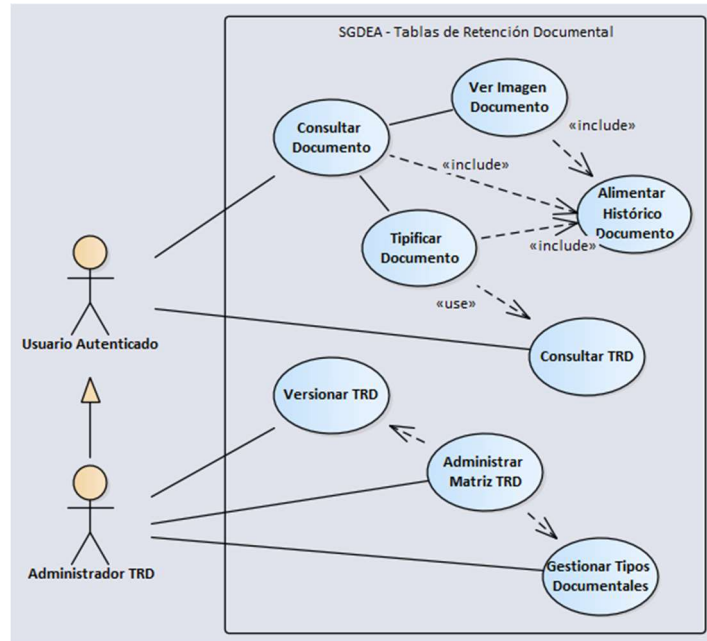 SGDEA - Tablas de Retención Documental
Ver Imagen
Documento
Consultar
Documento
«include»
«include»
Alimentar
Histórico
Documento
Tipificar
Documento
«include»
«use»
Usuario Autenticado
Consultar TRD
Versionar TRD
Administrar
Matriz TRD
Gestionar Tipos
Documentales
Administrador TRD